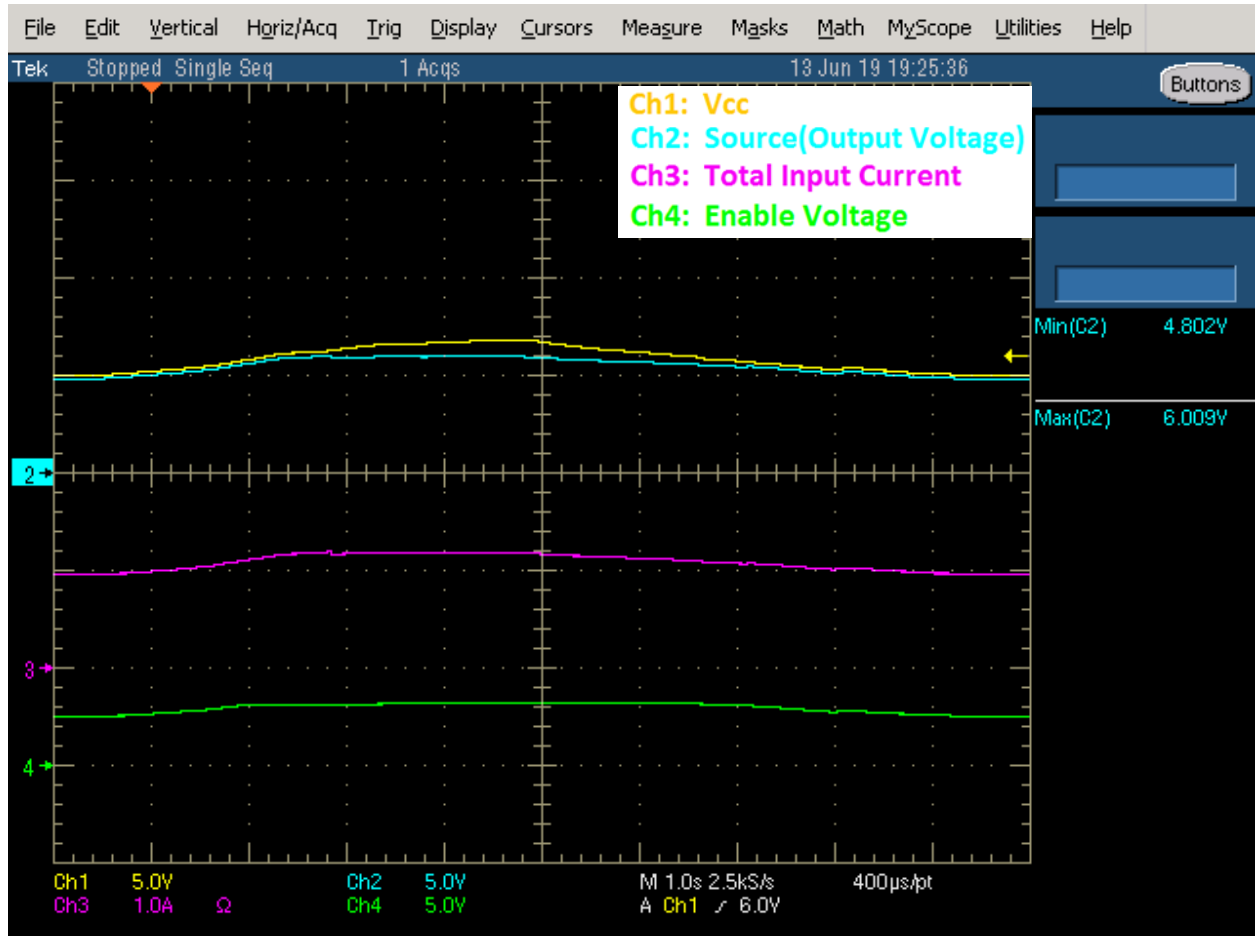 File Edit Vertical Horiz/Acq Trig Display Cursors Measure Masks Math MyScope Utilities Help
Tek Stopped Single Seq 1 Acqs 13 Jun 19 19:25:36
Buttons
Ch1: Vcc
Ch2: Source(Output Voltage)
Ch3: Total Input Current
Ch4: Enable Voltage
Min(C2) 4.802V
Max(C2) 6.009V
2
3
4
Ch1 5.0V Ch2 5.0V M 1.0s 2.5kS/s 400µs/pt
Ch3 1.0A Ω Ch4 5.0V A Ch1 6.0V